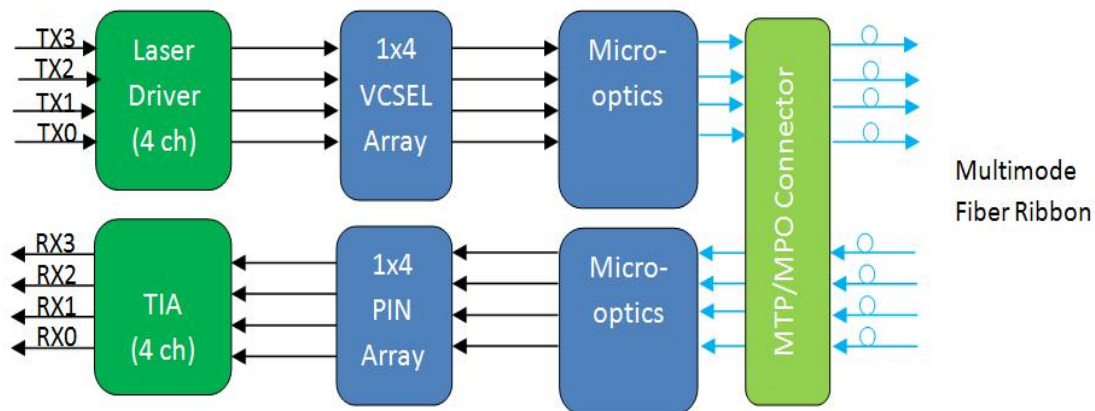 TX3
TX2
TX1
TX0
Laser
Driver
(4 ch)
1x4
VCSEL
Array
Micro-
optics
MTP/MPO Connector
Multimode
Fiber Ribbon
RX3
RX2
RX1
RX0
TIA
(4 ch)
1x4
PIN
Array
Micro-
optics